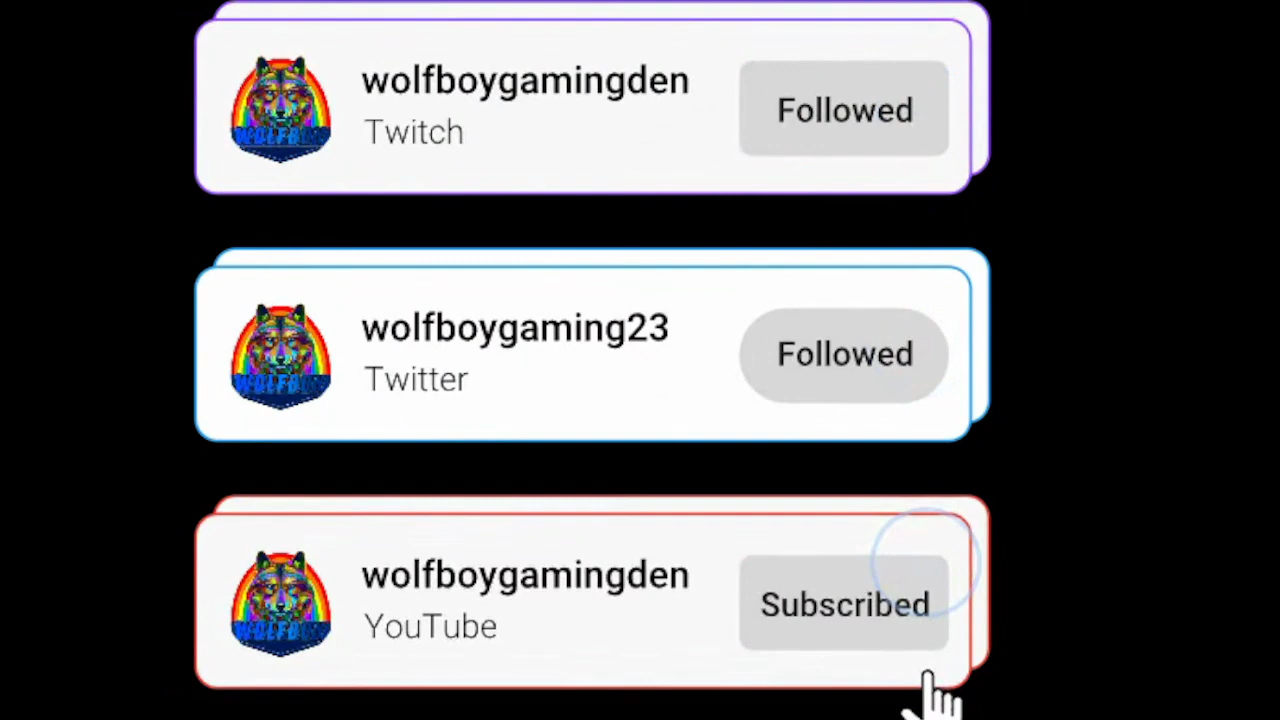 wolfboygamingden
Twitch
Followed
wolfboygaming23
Twitter
Followed
wolfboygamingden
YouTube
Subscribed